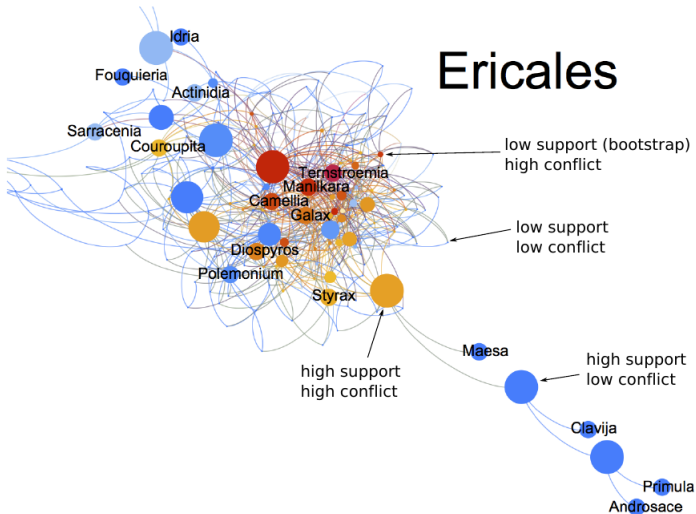 Ericales
Idria
Fouquieria
Actinidia
Sarracenia
Couroupita
low support (bootstrap)
high conflict
Ternstroemia
Manilkara
Camellia
Galax
low support
low conflict
Diospyros
Polemonium
Styrax
Maesa
high support
high conflict
high support
low conflict
Clavija
Primula
Androsace